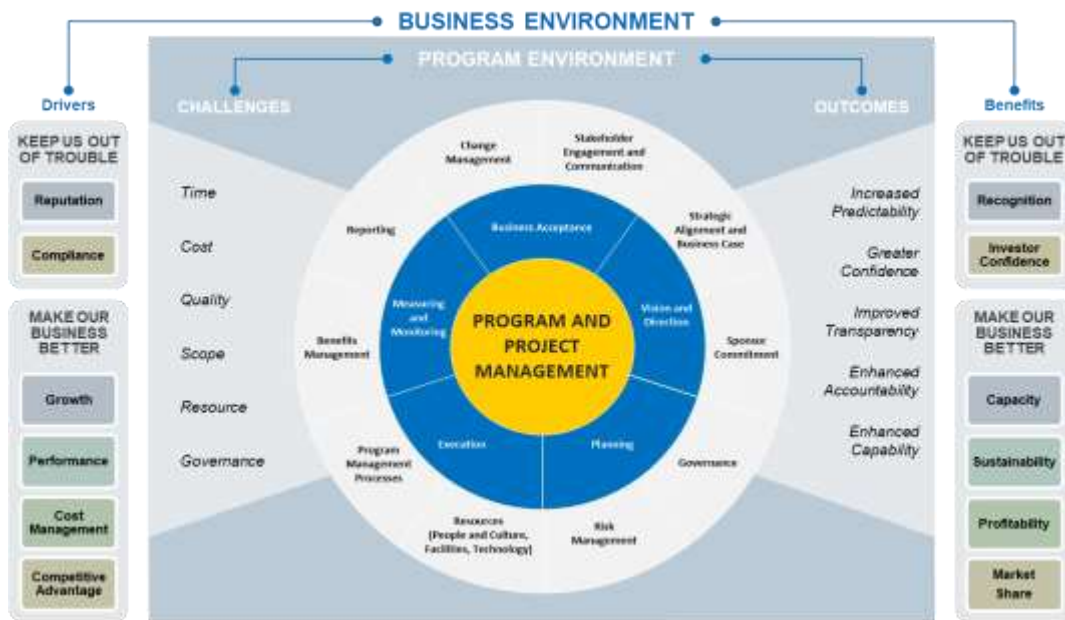 BUSINESS ENVIRONMENT
PROGRAM ENVIRONMENT
Drivers
KEEP US OUT
OF TROUBLE
Reputation
Compliance
MAKE OUR
BUSINESS
BETTER
Growth
Performance
Cost
Management
Competitive
Advantage
CHALLENGES
Time
Cost
Quality
Scope
Resource
Governance
Change
Management
Stakeholder
Engagement and
Communication
Reporting
Strategic
Alignment and
Business Case
Benefits
Management
Sponsor
Commitment
Program
Management
Processes
Governance
Resources
(People and Culture,
Facilities, Technology)
Risk
Management
Business Acceptance
Measuring
and
Monitoring
Vision and
Direction
Execution
Planning
PROGRAM AND
PROJECT
MANAGEMENT
OUTCOMES
Increased
Predictability
Greater
Confidence
Improved
Transparency
Enhanced
Accountability
Enhanced
Capability
Benefits
KEEP US OUT
OF TROUBLE
Recognition
Investor
Confidence
MAKE OUR
BUSINESS
BETTER
Capacity
Sustainability
Profitability
Market
Share